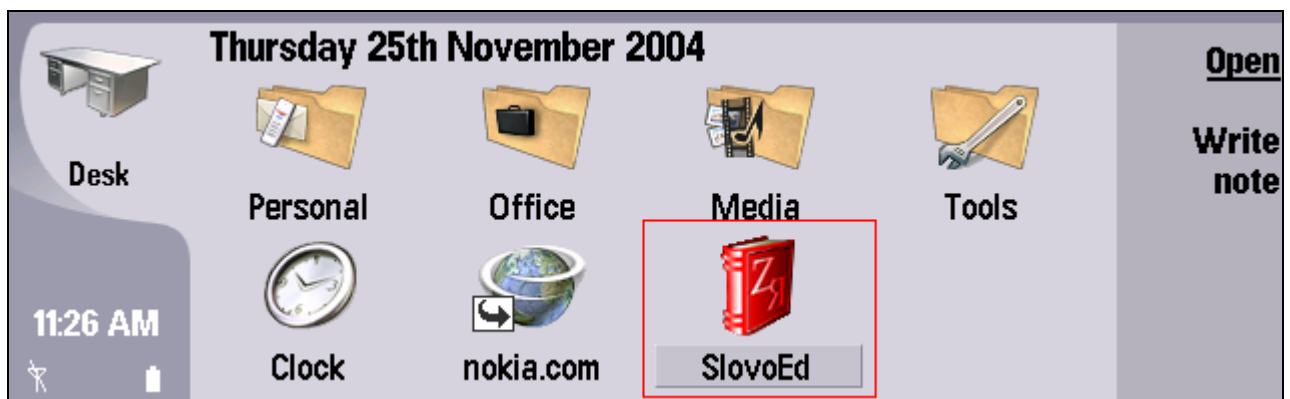 Thursday 25th November 2004
Desk
Personal
Office
Media
Tools
Clock
nokia.com
ZЯ
SlovoEd
11:26 AM
Open
Write
note